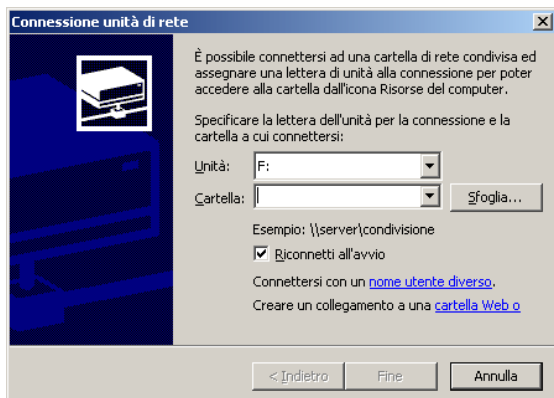 Connessione unità di rete
È possibile connettersi ad una cartella di rete condivisa ed
assegnare una lettera di unità alla connessione per poter
accedere alla cartella dall'icona Risorse del computer.
Specificare la lettera dell'unità per la connessione e la
cartella a cui connettersi:
Unità: F:
Cartella: Sfoglia...
Esempio: \\server\condivisione
Riconnetti all'avvio
Connettersi con un nome utente diverso.
Creare un collegamento a una cartella Web o
< Indietro Fine Annulla